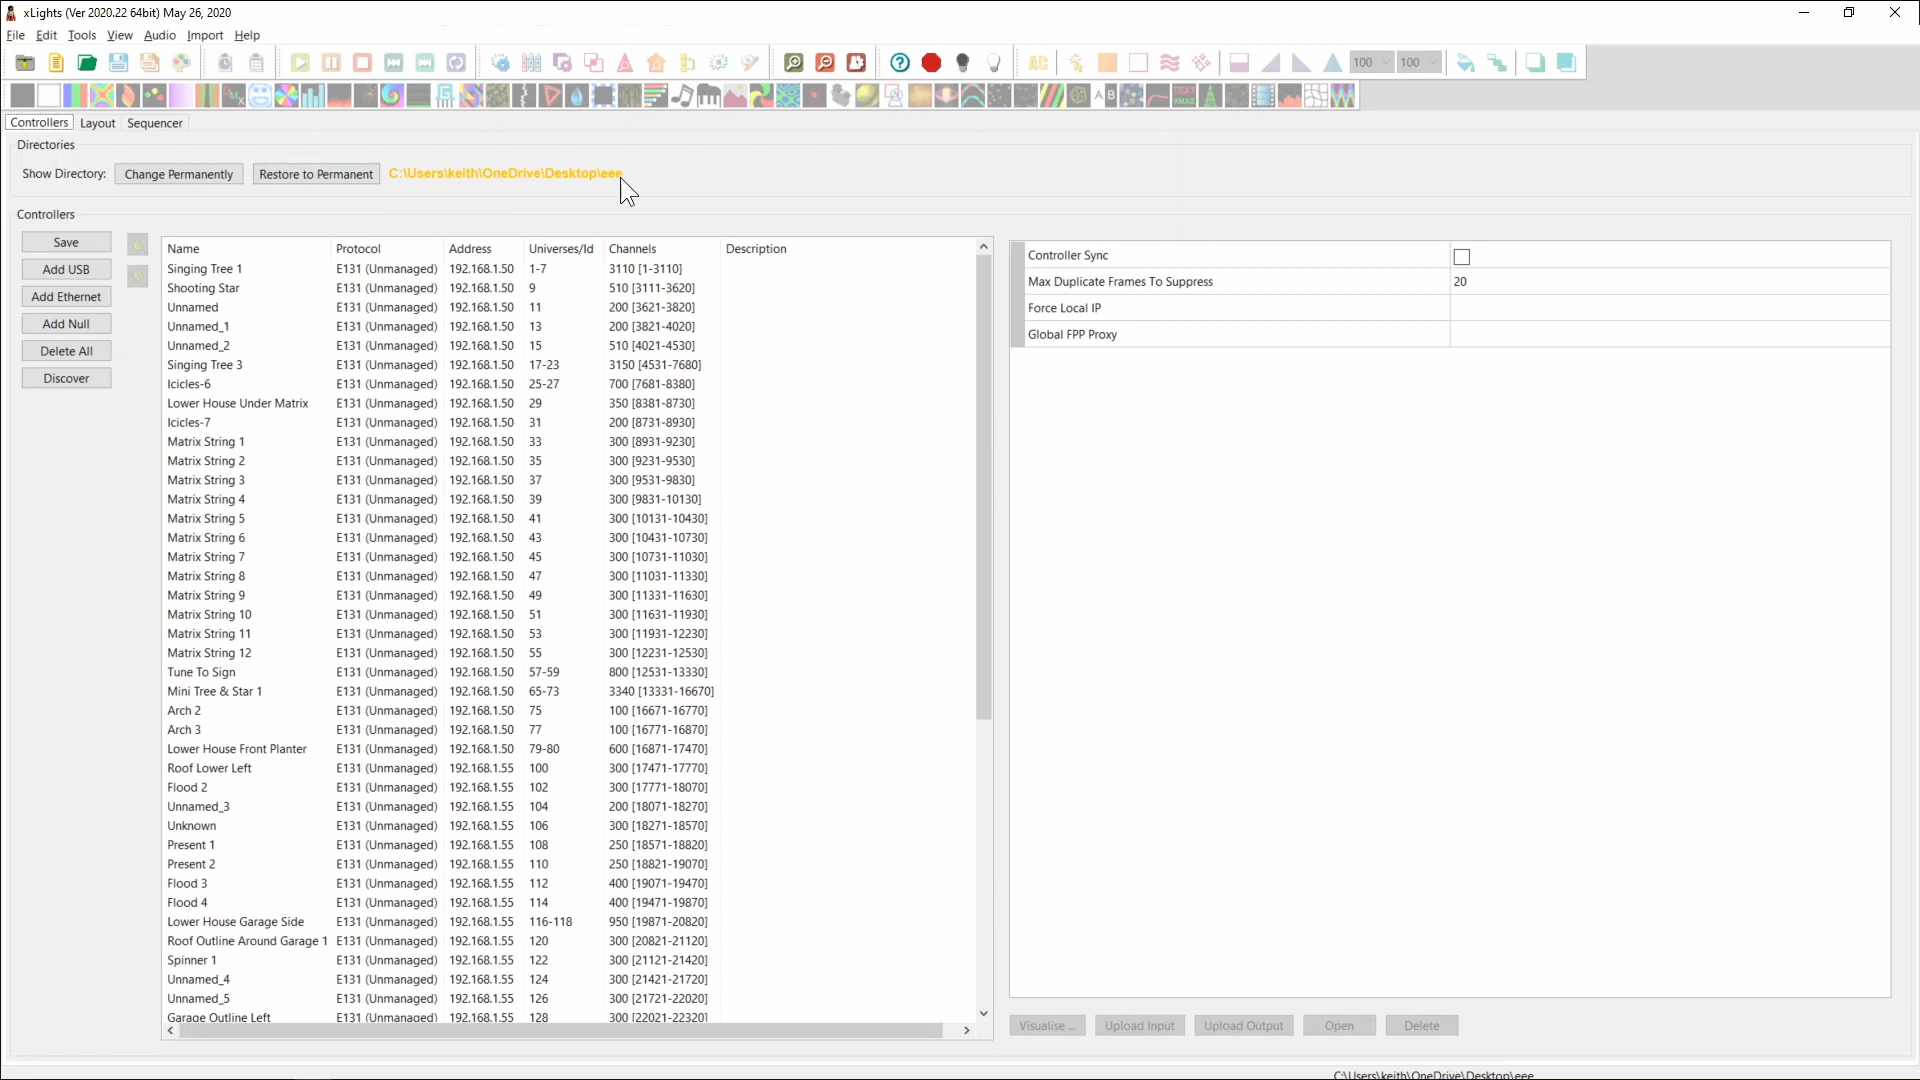 xLights (Ver 2020.22 64bit) May 26, 2020
File Edit Tools View Audio Import Help
AC 100 100
DMX AB TEXT XMAS
Controllers Layout Sequencer
Directories
Show Directory: Change Permanently Restore to Permanent C:\Users\keith\OneDrive\Desktop\eee
Controllers
Save
Add USB
Add Ethernet
Add Null
Delete All
Discover
Name Protocol Address Universes/Id Channels Description
Singing Tree 1 E131 (Unmanaged) 192.168.1.50 1-7 3110 [1-3110]
Shooting Star E131 (Unmanaged) 192.168.1.50 9 510 [3111-3620]
Unnamed E131 (Unmanaged) 192.168.1.50 11 200 [3621-3820]
Unnamed_1 E131 (Unmanaged) 192.168.1.50 13 200 [3821-4020]
Unnamed_2 E131 (Unmanaged) 192.168.1.50 15 510 [4021-4530]
Singing Tree 3 E131 (Unmanaged) 192.168.1.50 17-23 3150 [4531-7680]
Icicles-6 E131 (Unmanaged) 192.168.1.50 25-27 700 [7681-8380]
Lower House Under Matrix E131 (Unmanaged) 192.168.1.50 29 350 [8381-8730]
Icicles-7 E131 (Unmanaged) 192.168.1.50 31 200 [8731-8930]
Matrix String 1 E131 (Unmanaged) 192.168.1.50 33 300 [8931-9230]
Matrix String 2 E131 (Unmanaged) 192.168.1.50 35 300 [9231-9530]
Matrix String 3 E131 (Unmanaged) 192.168.1.50 37 300 [9531-9830]
Matrix String 4 E131 (Unmanaged) 192.168.1.50 39 300 [9831-10130]
Matrix String 5 E131 (Unmanaged) 192.168.1.50 41 300 [10131-10430]
Matrix String 6 E131 (Unmanaged) 192.168.1.50 43 300 [10431-10730]
Matrix String 7 E131 (Unmanaged) 192.168.1.50 45 300 [10731-11030]
Matrix String 8 E131 (Unmanaged) 192.168.1.50 47 300 [11031-11330]
Matrix String 9 E131 (Unmanaged) 192.168.1.50 49 300 [11331-11630]
Matrix String 10 E131 (Unmanaged) 192.168.1.50 51 300 [11631-11930]
Matrix String 11 E131 (Unmanaged) 192.168.1.50 53 300 [11931-12230]
Matrix String 12 E131 (Unmanaged) 192.168.1.50 55 300 [12231-12530]
Tune To Sign E131 (Unmanaged) 192.168.1.50 57-59 800 [12531-13330]
Mini Tree & Star 1 E131 (Unmanaged) 192.168.1.50 65-73 3340 [13331-16670]
Arch 2 E131 (Unmanaged) 192.168.1.50 75 100 [16671-16770]
Arch 3 E131 (Unmanaged) 192.168.1.50 77 100 [16771-16870]
Lower House Front Planter E131 (Unmanaged) 192.168.1.50 79-80 600 [16871-17470]
Roof Lower Left E131 (Unmanaged) 192.168.1.55 100 300 [17471-17770]
Flood 2 E131 (Unmanaged) 192.168.1.55 102 300 [17771-18070]
Unnamed_3 E131 (Unmanaged) 192.168.1.55 104 200 [18071-18270]
Unknown E131 (Unmanaged) 192.168.1.55 106 300 [18271-18570]
Present 1 E131 (Unmanaged) 192.168.1.55 108 250 [18571-18820]
Present 2 E131 (Unmanaged) 192.168.1.55 110 250 [18821-19070]
Flood 3 E131 (Unmanaged) 192.168.1.55 112 400 [19071-19470]
Flood 4 E131 (Unmanaged) 192.168.1.55 114 400 [19471-19870]
Lower House Garage Side E131 (Unmanaged) 192.168.1.55 116-118 950 [19871-20820]
Roof Outline Around Garage 1 E131 (Unmanaged) 192.168.1.55 120 300 [20821-21120]
Spinner 1 E131 (Unmanaged) 192.168.1.55 122 300 [21121-21420]
Unnamed_4 E131 (Unmanaged) 192.168.1.55 124 300 [21421-21720]
Unnamed_5 E131 (Unmanaged) 192.168.1.55 126 300 [21721-22020]
Garage Outline Left E131 (Unmanaged) 192.168.1.55 128 300 [22021-22320]
Controller Sync
Max Duplicate Frames To Suppress 20
Force Local IP
Global FPP Proxy
Visualise ... Upload Input Upload Output Open Delete
C:\Users\keith\OneDrive\Desktop\eee